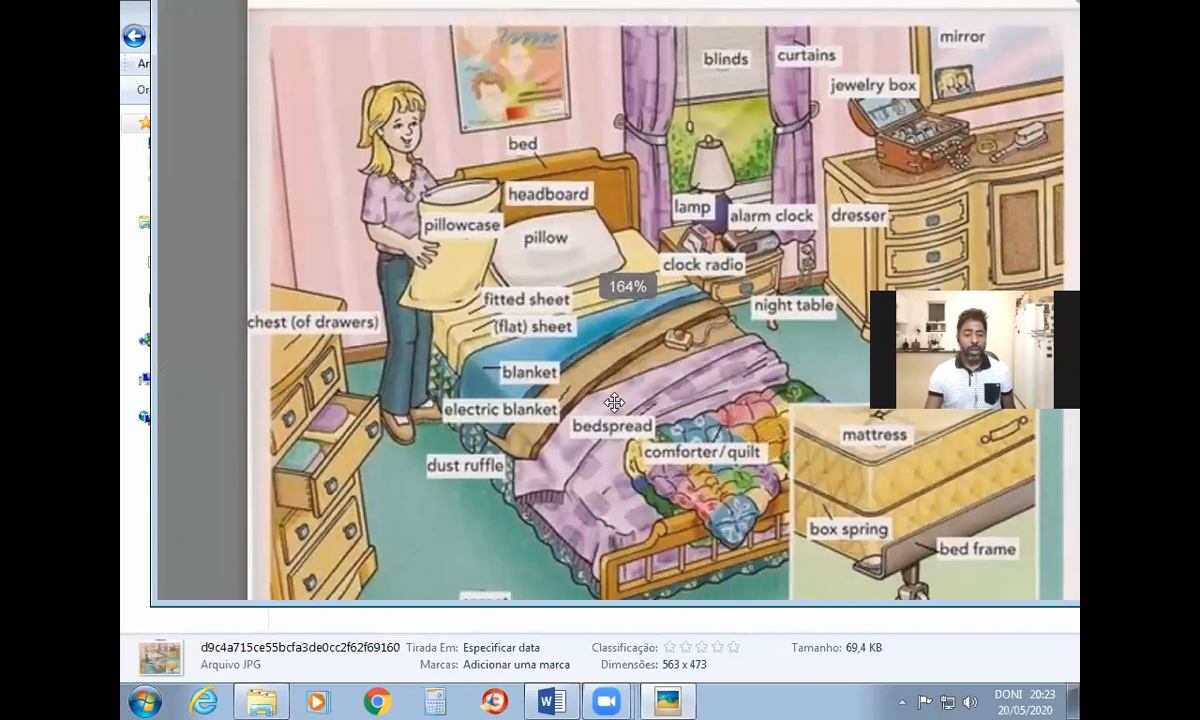 Ar
Or
mirror
blinds
curtains
jewelry box
bed
headboard
lamp
alarm clock
dresser
pillowcase
pillow
clock radio
164%
fitted sheet
night table
chest (of drawers)
(flat) sheet
blanket
electric blanket
bedspread
mattress
comforter/quilt
dust ruffle
box spring
bed frame
d9c4a715ce55bcfa3de0cc2f62f69160
Tirada Em: Especificar data
Classificação:
Tamanho: 69,4 KB
Arquivo JPG
Marcas: Adicionar uma marca
Dimensões: 563 x 473
DONI 20:23
20/05/2020